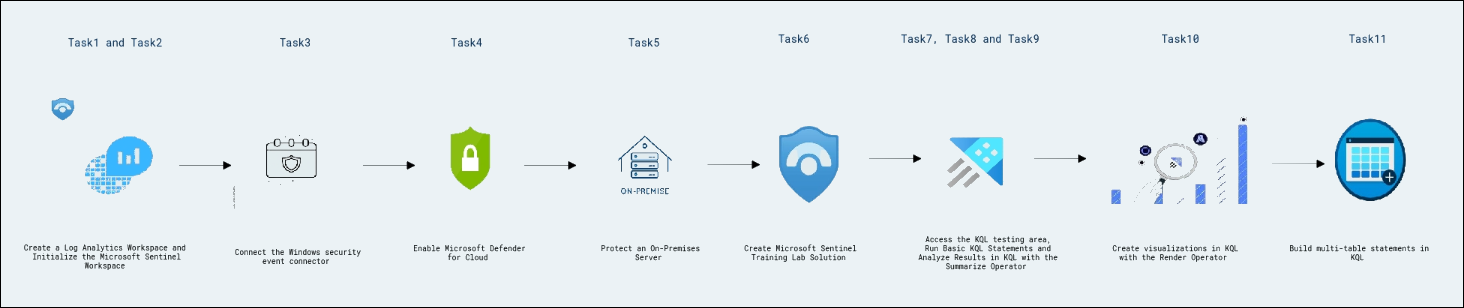 Task1 and Task2
Task3
Task4
Task5
Task6
Task7, Task8 and Task9
Task10
Task11
ON-PREMISE
Create a Log Analytics Workspace and
Initialize the Microsoft Sentinel
Workspace
Connect the Windows security
event connector
Enable Microsoft Defender
for Cloud
Protect an On-Premises
Server
Create Microsoft Sentinel
Training Lab Solution
Access the KQL testing area,
Run Basic KQL Statements and
Analyze Results in KQL with the
Summarize Operator
Create visualizations in KQL
with the Render Operator
Build multi-table statements in
KQL